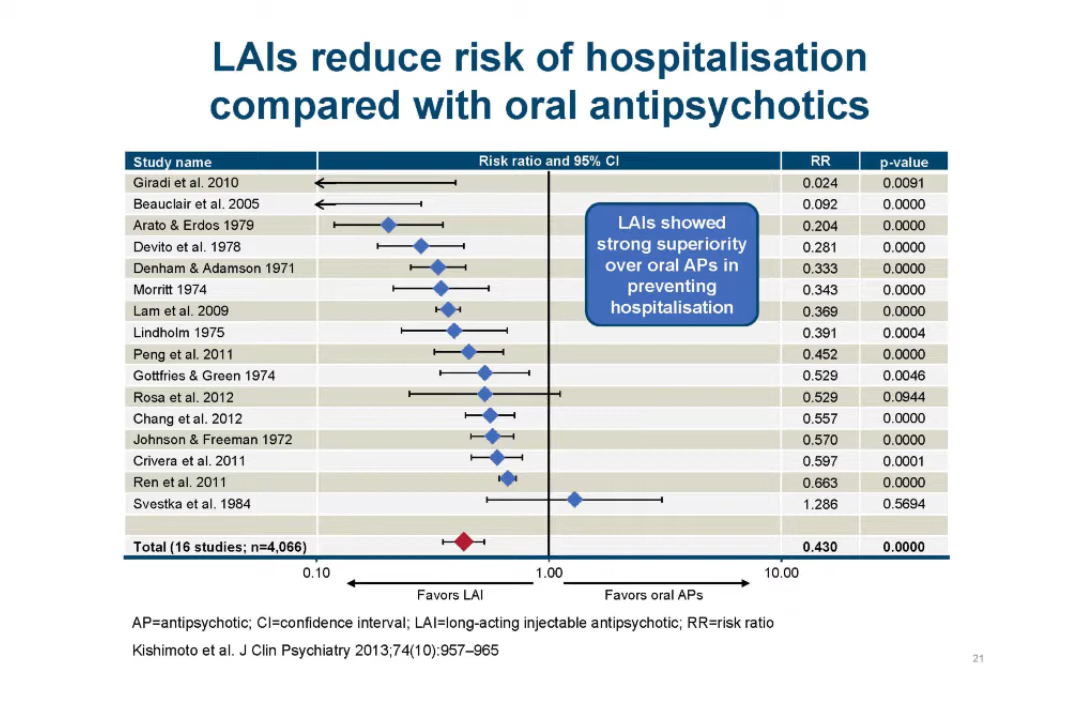 LAIs reduce risk of hospitalisation
compared with oral antipsychotics
Study name Risk ratio and 95% CI RR p-value
Giradi et al. 2010 0.024 0.0091
Beauclair et al. 2005 0.092 0.0000
Arato & Erdos 1979 0.204 0.0000
Devito et al. 1978 0.281 0.0000
Denham & Adamson 1971 0.333 0.0000
Morritt 1974 0.343 0.0000
Lam et al. 2009 0.369 0.0000
Lindholm 1975 0.391 0.0004
Peng et al. 2011 0.452 0.0000
Gottfries & Green 1974 0.529 0.0046
Rosa et al. 2012 0.529 0.0944
Chang et al. 2012 0.557 0.0000
Johnson & Freeman 1972 0.570 0.0000
Crivera et al. 2011 0.597 0.0001
Ren et al. 2011 0.663 0.0000
Svestka et al. 1984 1.286 0.5694
Total (16 studies; n=4,066) 0.430 0.0000
LAIs showed
strong superiority
over oral APs in
preventing
hospitalisation
0.10 1.00 10.00
Favors LAI Favors oral APs
AP=antipsychotic; CI=confidence interval; LAI=long-acting injectable antipsychotic; RR=risk ratio
Kishimoto et al. J Clin Psychiatry 2013;74(10):957–965
21